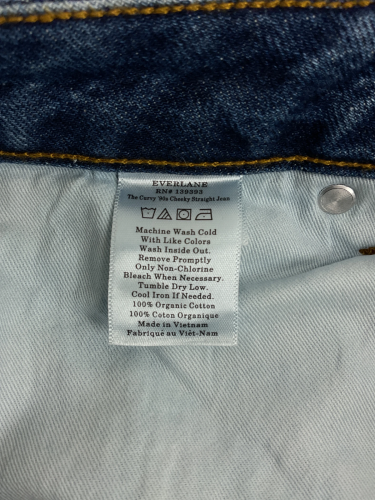 EVERLANE
RN# 139393
The Curvy '90s Cheeky Straight Jean
Machine Wash Cold
With Like Colors
Wash Inside Out.
Remove Promptly
Only Non-Chlorine
Bleach When Necessary.
Tumble Dry Low.
Cool Iron If Needed.
100% Organic Cotton
100% Coton Organique
Made in Vietnam
Fabriqué au Viêt-Nam